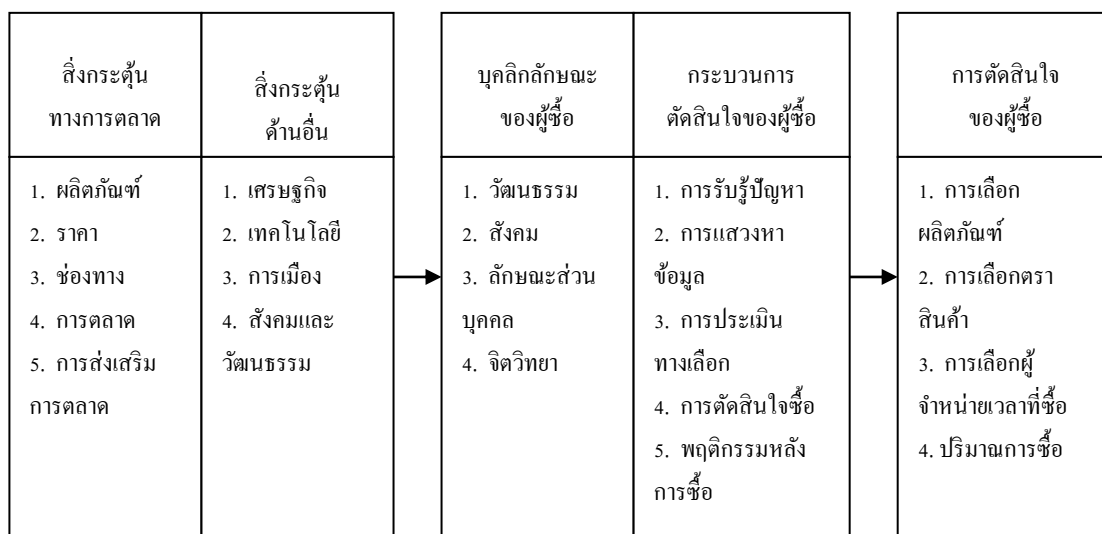 สิ่งกระตุ้น
ทางการตลาด
สิ่งกระตุ้น
ด้านอื่น
บุคลิกลักษณะ
ของผู้ซื้อ
กระบวนการ
ตัดสินใจของผู้ซื้อ
การตัดสินใจ
ของผู้ซื้อ
1. ผลิตภัณฑ์
2. ราคา
3. ช่องทาง
4. การตลาด
5. การส่งเสริม
การตลาด
1. เศรษฐกิจ
2. เทคโนโลยี
3. การเมือง
4. สังคมและ
วัฒนธรรม
1. วัฒนธรรม
2. สังคม
3. ลักษณะส่วน
บุคคล
4. จิตวิทยา
1. การรับรู้ปัญหา
2. การแสวงหา
ข้อมูล
3. การประเมิน
ทางเลือก
4. การตัดสินใจซื้อ
5. พฤติกรรมหลัง
การซื้อ
1. การเลือก
ผลิตภัณฑ์
2. การเลือกตรา
สินค้า
3. การเลือกผู้
จำหน่ายเวลาที่ซื้อ
4. ปริมาณการซื้อ